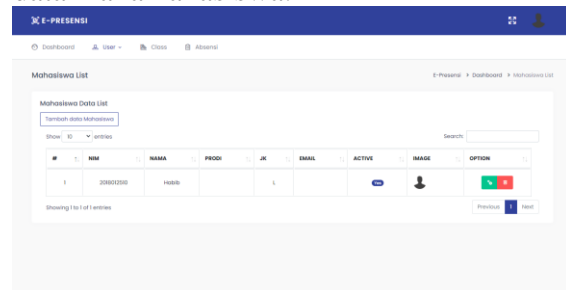 E-PRESENSI
Dashboard User Class Absensi
Mahasiswa List E-Presensi > Dashboard > Mahasiswa List
Mahasiswa Data List
Tambah data Mahasiswa
Show 10 entries Search:
# NIM NAMA PRODI JK EMAIL ACTIVE IMAGE OPTION
1 Habib L Yes
Showing 1 to 1 of 1 entries Previous 1 Next